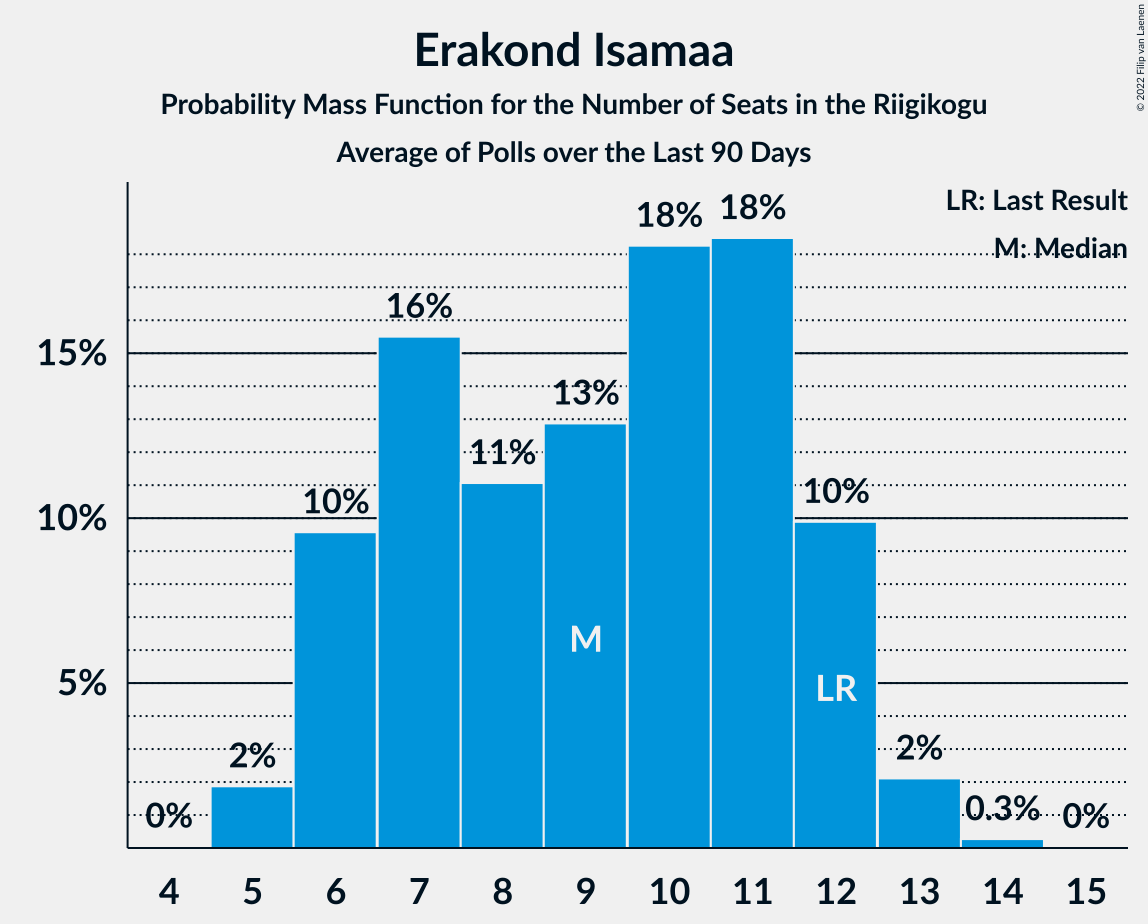 Erakond Isamaa
Probability Mass Function for the Number of Seats in the Riigikogu
Average of Polls over the Last 90 Days
© 2022 Filip van Laenen
LR: Last Result
M: Median
18% 18%
16%
15%
13%
11%
10% 10%
10%
M
LR
5%
2% 2%
0% 0.3% 0%
4 5 6 7 8 9 10 11 12 13 14 15